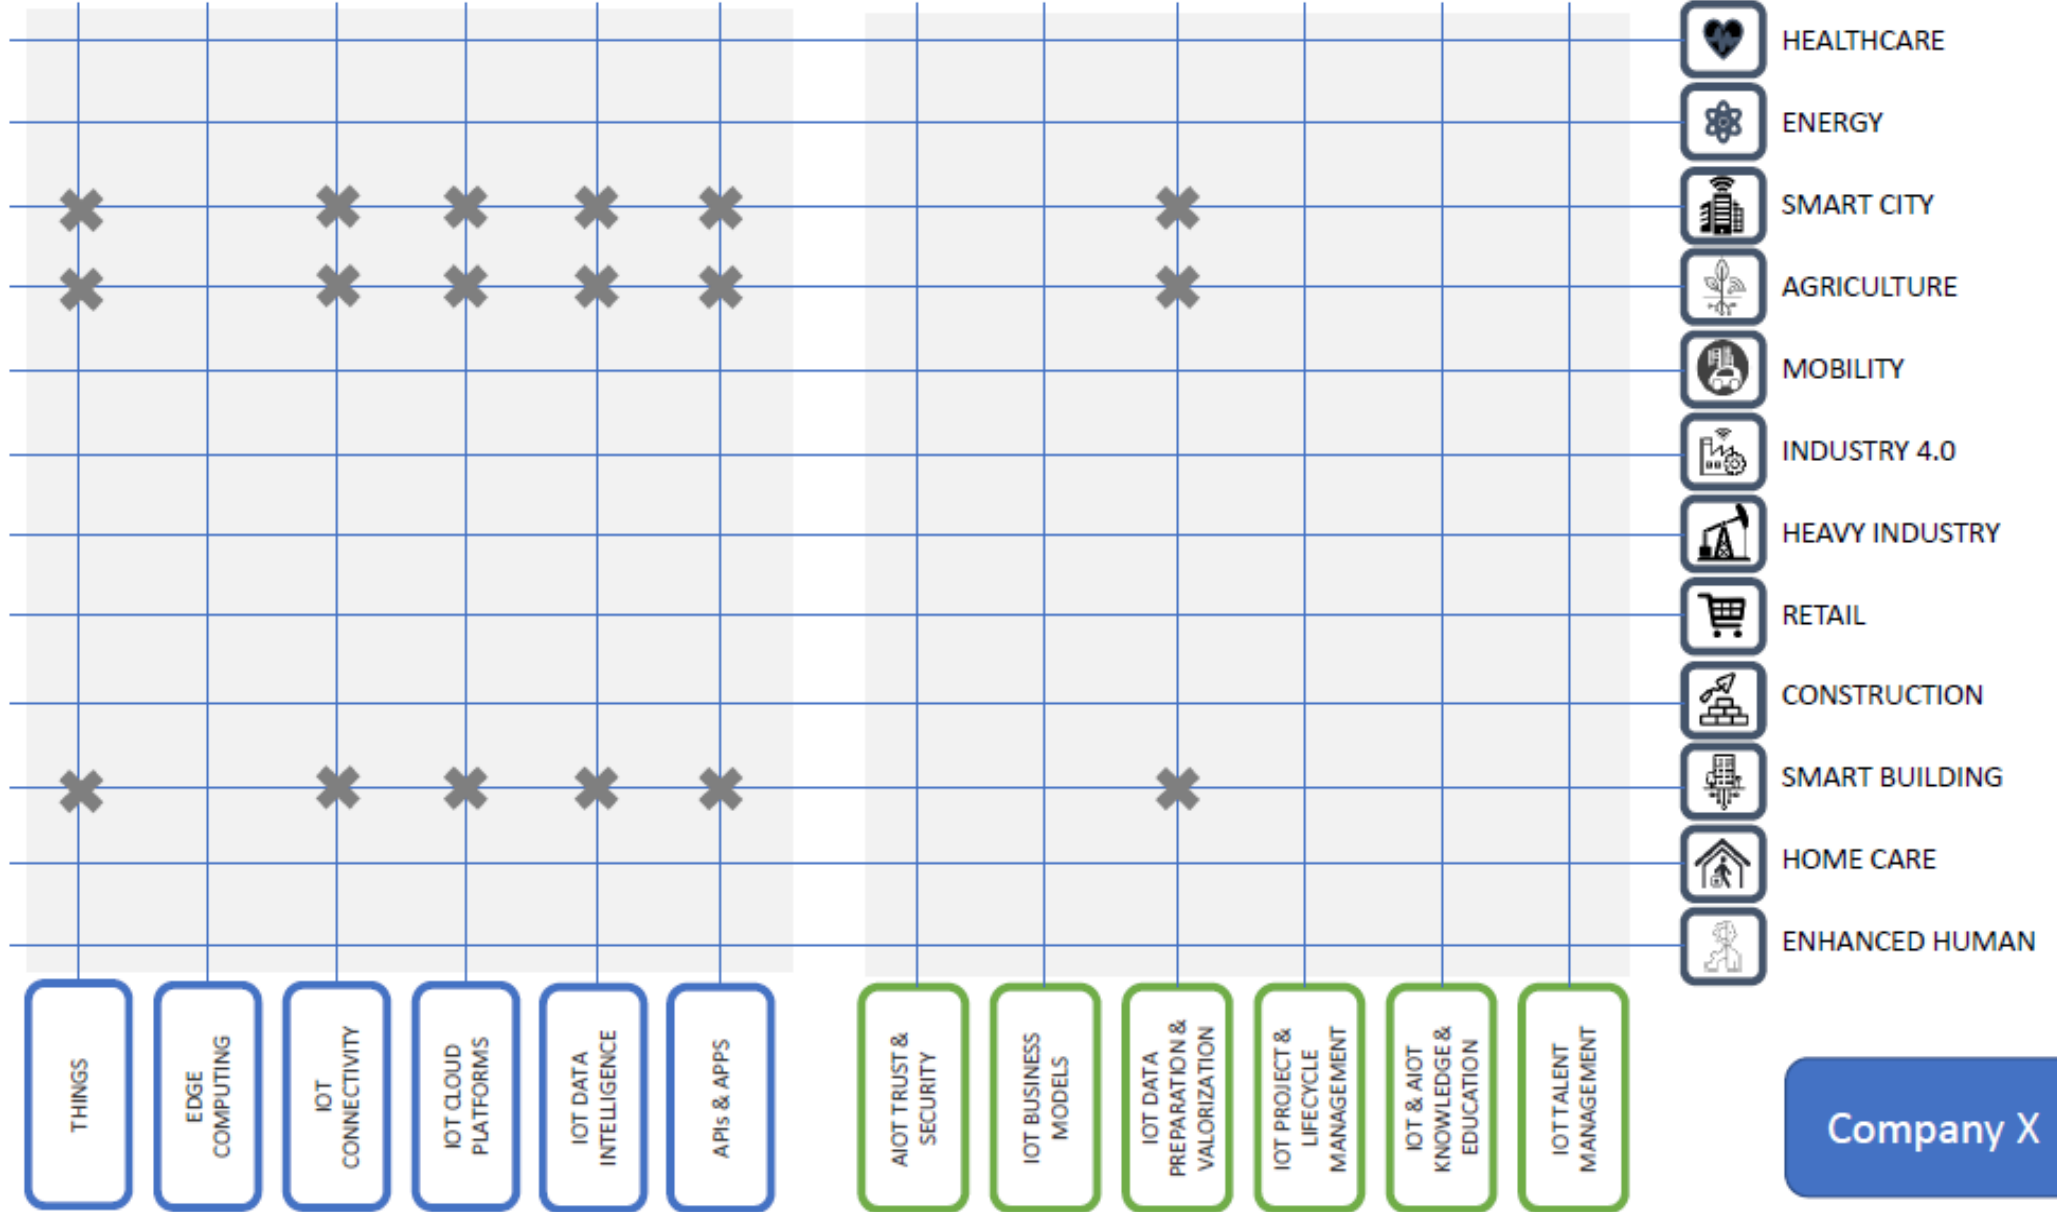 HEALTHCARE
ENERGY
SMART CITY
AGRICULTURE
MOBILITY
INDUSTRY 4.0
HEAVY INDUSTRY
RETAIL
CONSTRUCTION
SMART BUILDING
HOME CARE
ENHANCED HUMAN
THINGS
EDGE
COMPUTING
IOT
CONNECTIVITY
IOT CLOUD
PLATFORMS
IOT DATA
INTELLIGENCE
APIs & APPS
AIOT TRUST &
SECURITY
IOT BUSINESS
MODELS
IOT DATA
PREPARATION &
VALORIZATION
IOT PROJECT &
LIFECYCLE
MANAGEMENT
IOT & AIOT
KNOWLEDGE &
EDUCATION
IOT TALENT
MANAGEMENT
Company X